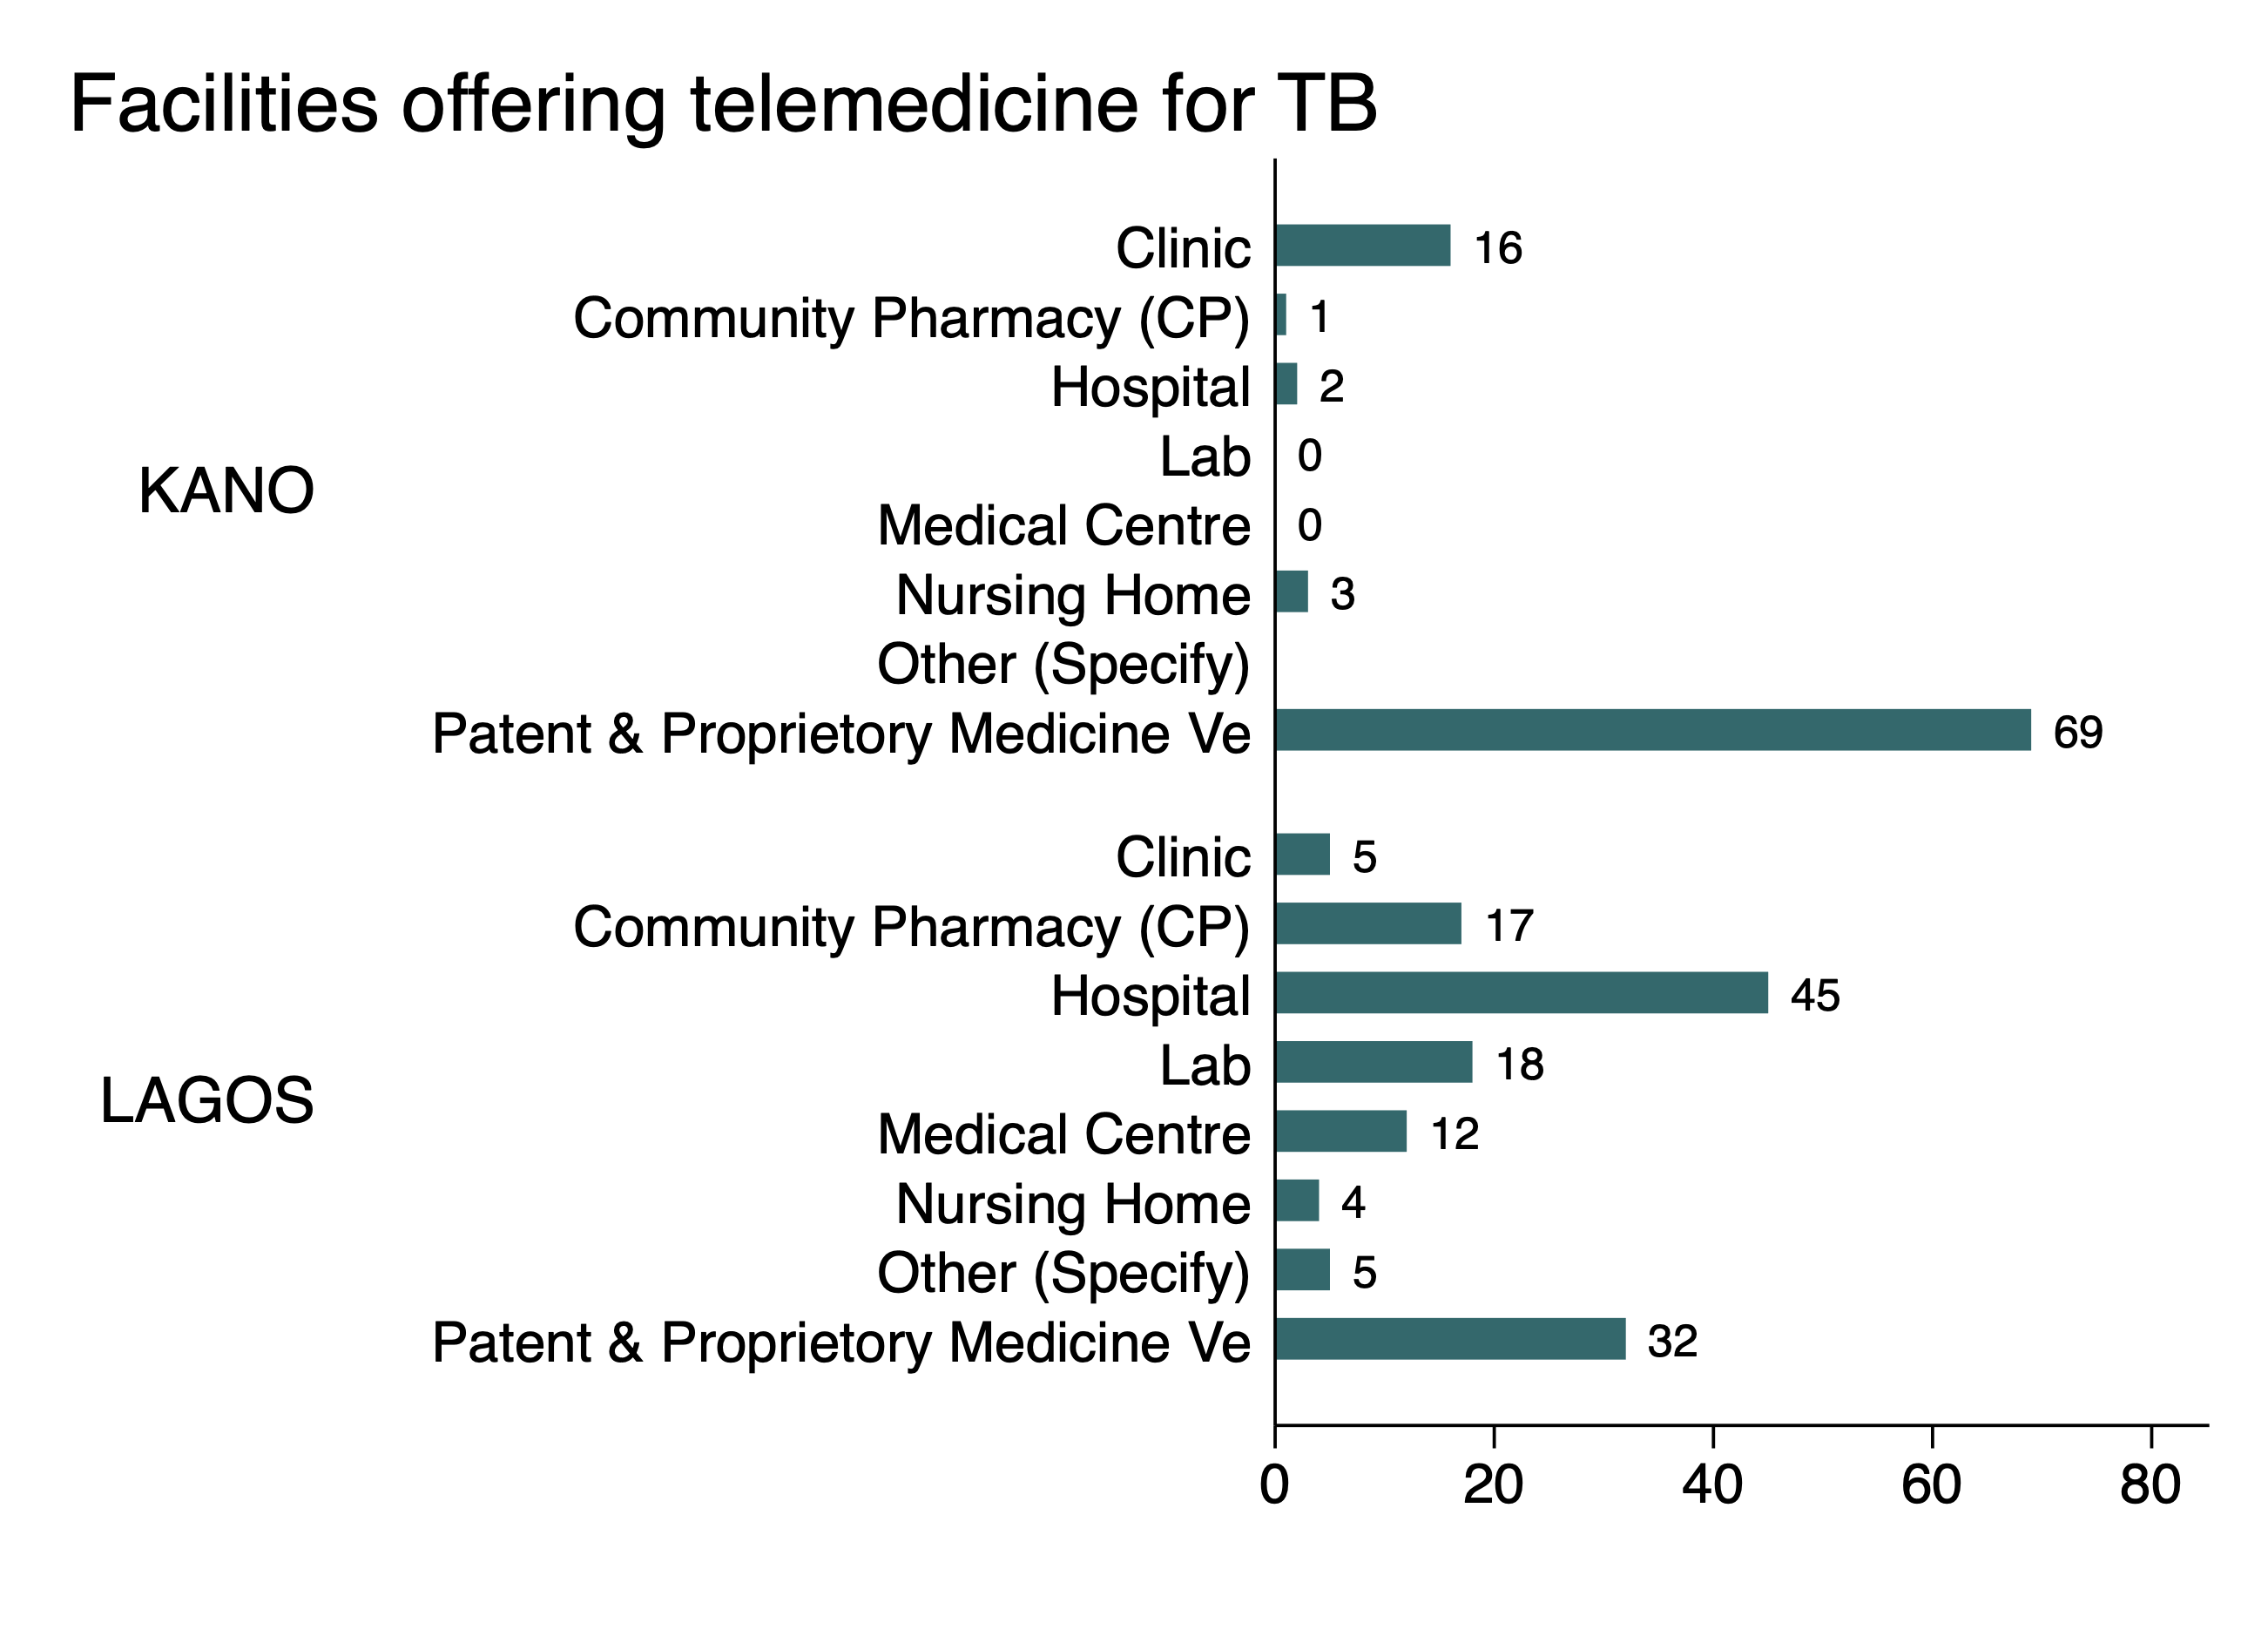 Facilities offering telemedicine for TB
Clinic 16
Community Pharmacy (CP) 1
Hospital 2
Lab 0
KANO
Medical Centre 0
Nursing Home 3
Other (Specify)
Patent & Proprietory Medicine Ve 69
Clinic 5
Community Pharmacy (CP) 17
Hospital 45
Lab 18
LAGOS
Medical Centre 12
Nursing Home 4
Other (Specify) 5
Patent & Proprietory Medicine Ve 32
0 20 40 60 80